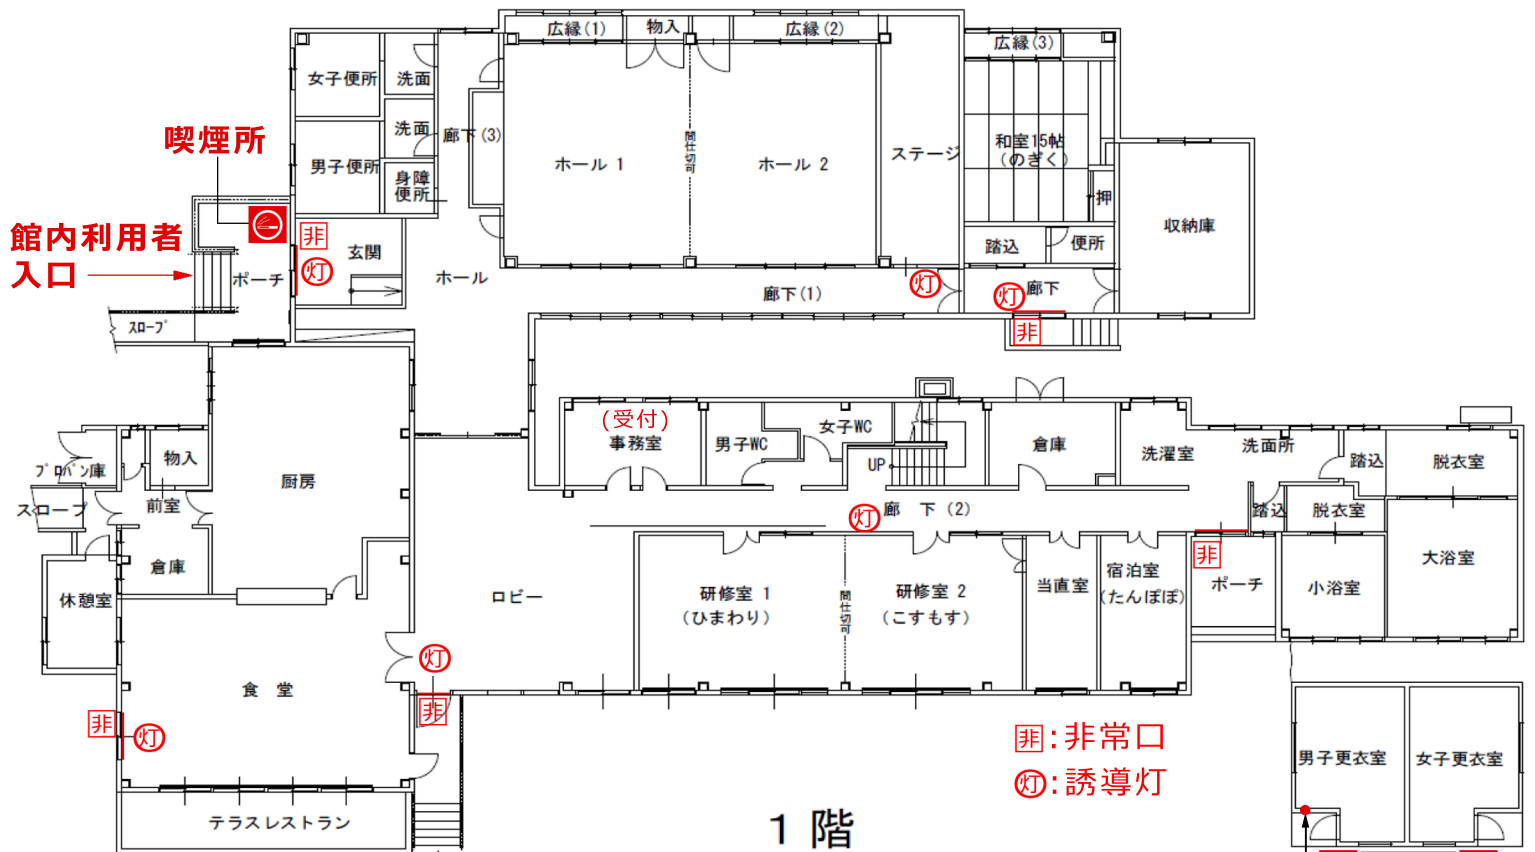 広縁(1)
物入
広縁(2)
広縁(3)
女子便所
洗面
洗面
廊下(3)
男子便所
身障
便所
ホール 1
間仕切可
ホール 2
ステージ
和室15帖
(のぎく)
押
収納庫
喫煙所
館内利用者
入口
ポーチ
非
灯
玄関
ホール
踏込
便所
廊下(1)
灯
灯
廊下
非
スロープ
(受付)
事務室
男子WC
女子WC
UP
倉庫
洗濯室
洗面所
踏込
脱衣室
プロパン庫
物入
厨房
スロープ
前室
倉庫
休憩室
灯
廊 下(2)
踏込
脱衣室
非
ポーチ
小浴室
大浴室
ロビー
研修室 1
(ひまわり)
間仕切可
研修室 2
(こすもす)
当直室
宿泊室
(たんぽぽ)
食 堂
灯
非
非
灯
テラスレストラン
非:非常口
灯:誘導灯
1 階
男子更衣室
女子更衣室